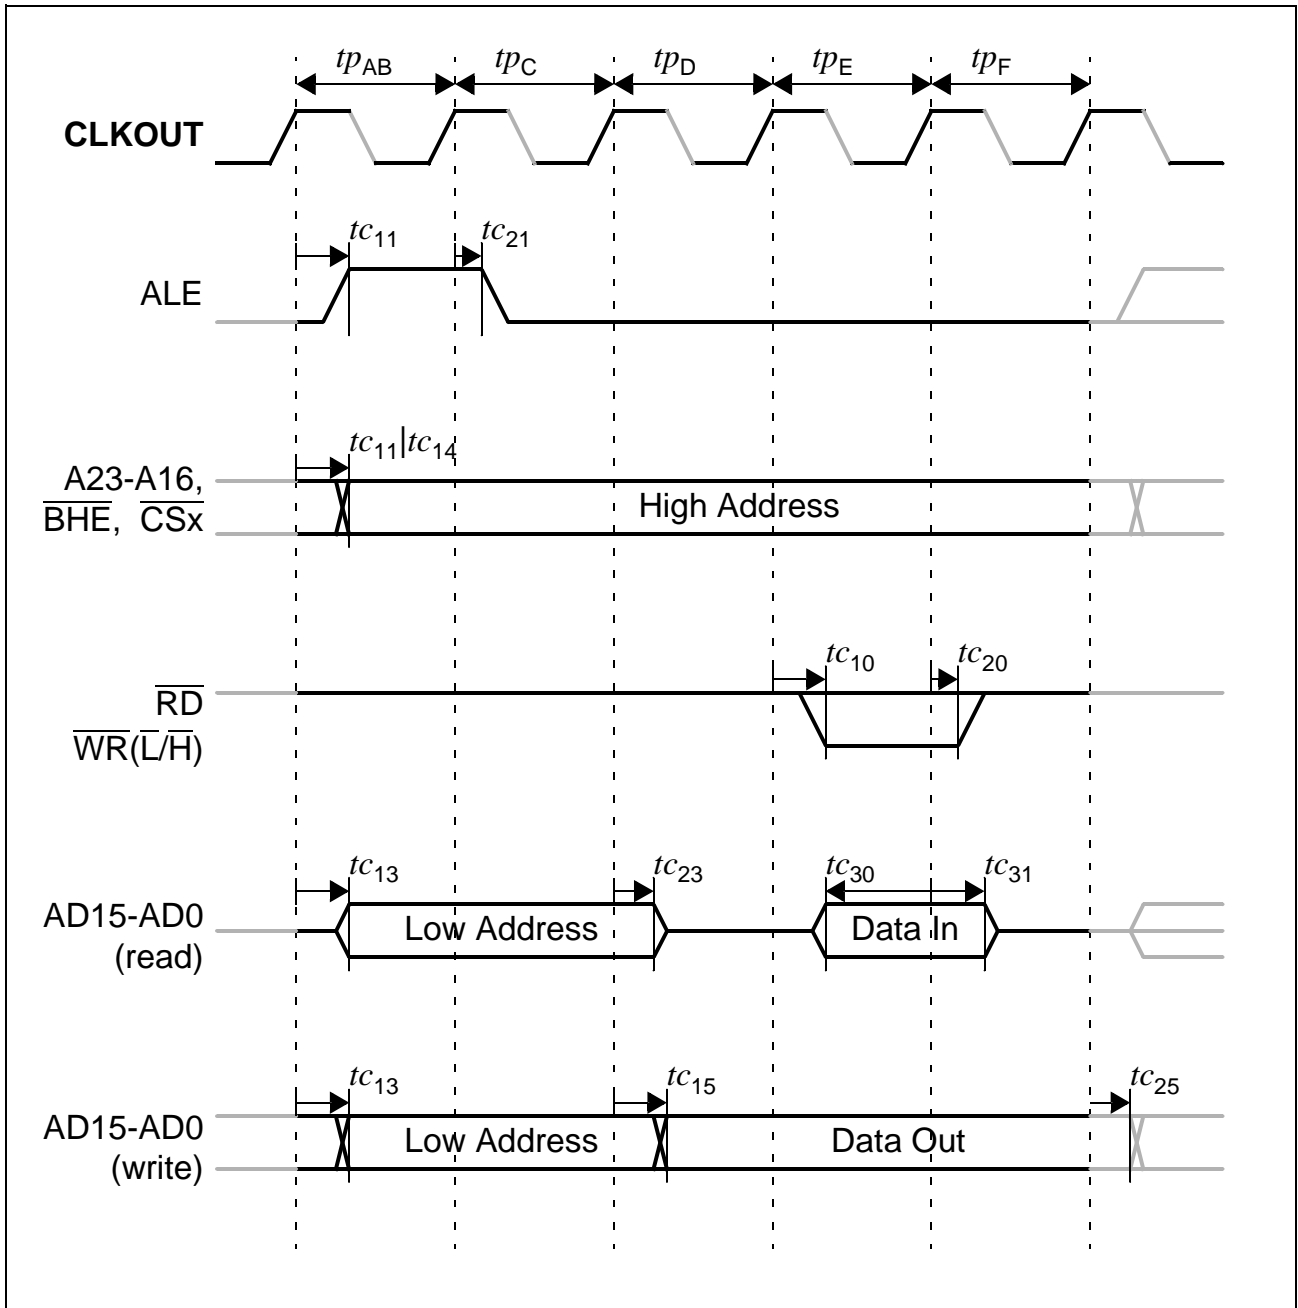 tpAB tpC tpD tpE tpF
CLKOUT
tc11 tc21
ALE
tc11|tc14
A23-A16,
BHE, CSx
High Address
tc10 tc20
RD
WR(L/H)
tc13 tc23 tc30 tc31
AD15-AD0
(read)
Low Address Data In
tc13 tc15 tc25
AD15-AD0
(write)
Low Address Data Out